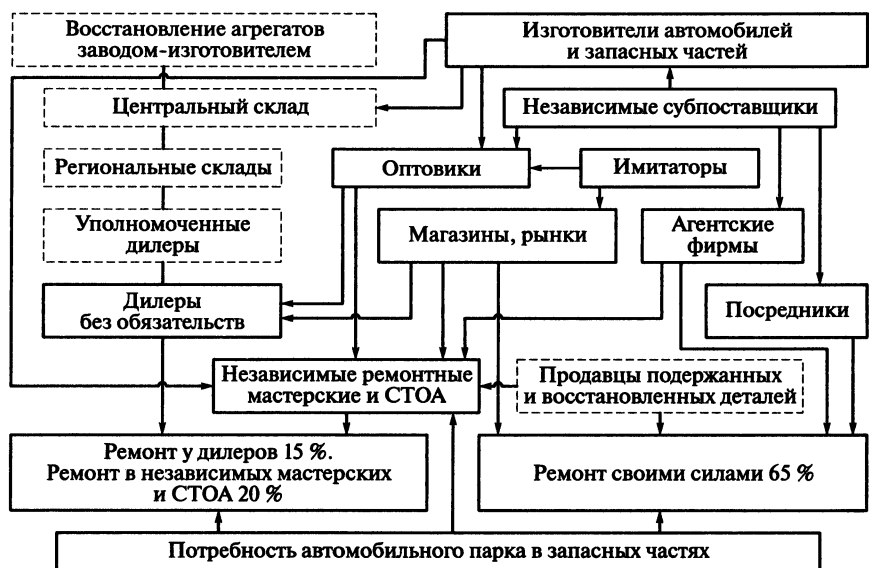 Восстановление агрегатов
заводом-изготовителем
Изготовители автомобилей
и запасных частей
Центральный склад
Независимые субпоставщики
Региональные склады
Оптовики
Имитаторы
Уполномоченные
дилеры
Магазины, рынки
Агентские
фирмы
Дилеры
без обязательств
Посредники
Независимые ремонтные
мастерские и СТОА
Продавцы подержанных
и восстановленных деталей
Ремонт у дилеров 15 %.
Ремонт в независимых мастерских
и СТОА 20 %
Ремонт своими силами 65 %
Потребность автомобильного парка в запасных частях